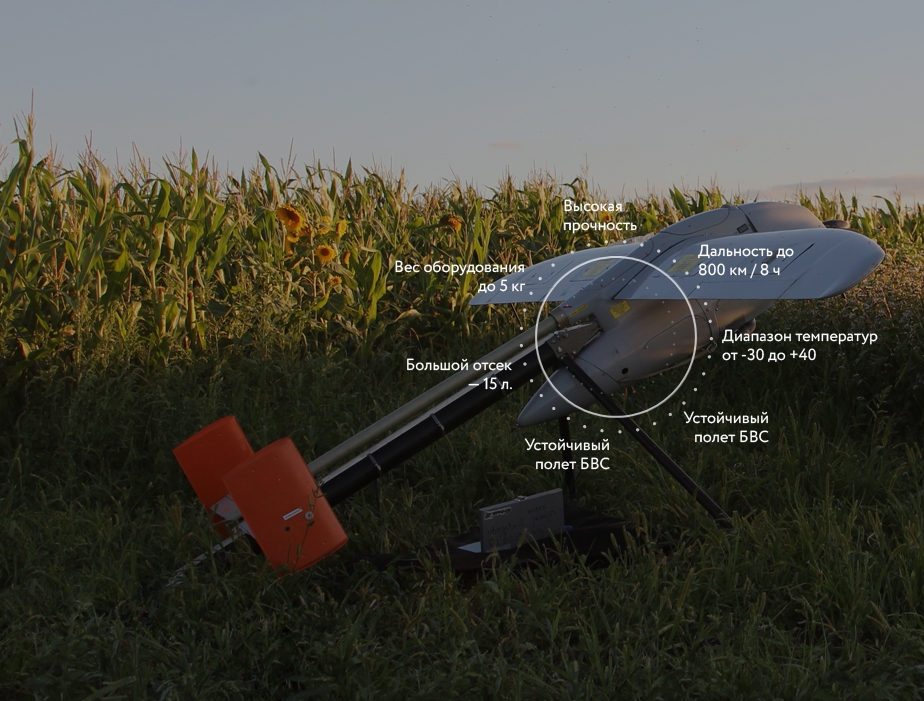 Высокая
прочность
Дальность до
800 км / 8 ч
Вес оборудования
до 5 кг
Диапазон температур
от -30 до +40
Большой отсек
— 15 л.
Устойчивый
полет БВС
Устойчивый
полет БВС